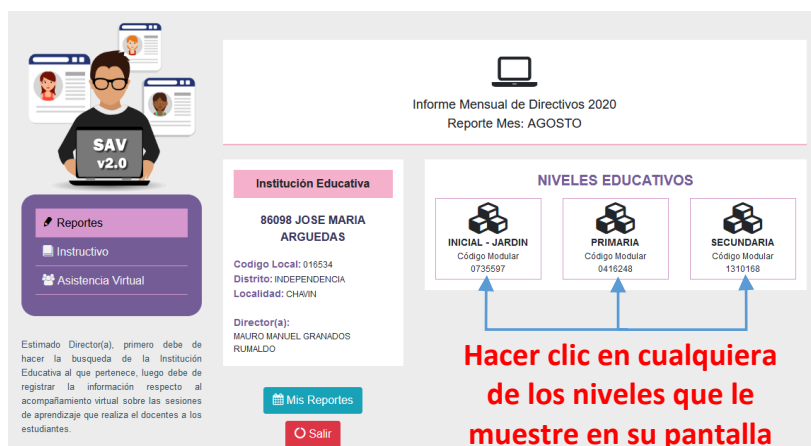 SAV
v2.0
Reportes
Instructivo
Asistencia Virtual
Estimado Director(a), primero debe de
hacer la busqueda de la Institución
Educativa al que pertenece, luego debe de
registrar la información respecto al
acompañamiento virtual sobre las sesiones
de aprendizaje que realiza el docentes a los
estudiantes.
Informe Mensual de Directivos 2020
Reporte Mes: AGOSTO
Institución Educativa
86098 JOSE MARIA
ARGUEDAS
Codigo Local: 016534
Distrito: INDEPENDENCIA
Localidad: CHAVIN
Director(a):
MAURO MANUEL GRANADOS
RUMALDO
Mis Reportes
Salir
NIVELES EDUCATIVOS
INICIAL - JARDIN
Código Modular
0735597
PRIMARIA
Código Modular
0416248
SECUNDARIA
Código Modular
1310168
Hacer clic en cualquiera
de los niveles que le
muestre en su pantalla